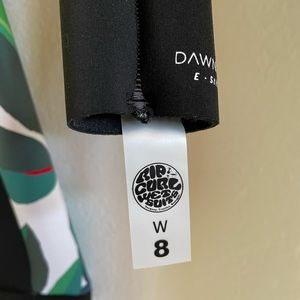 DAWN
E · S
RIP CURL
WETSUITS
W
8